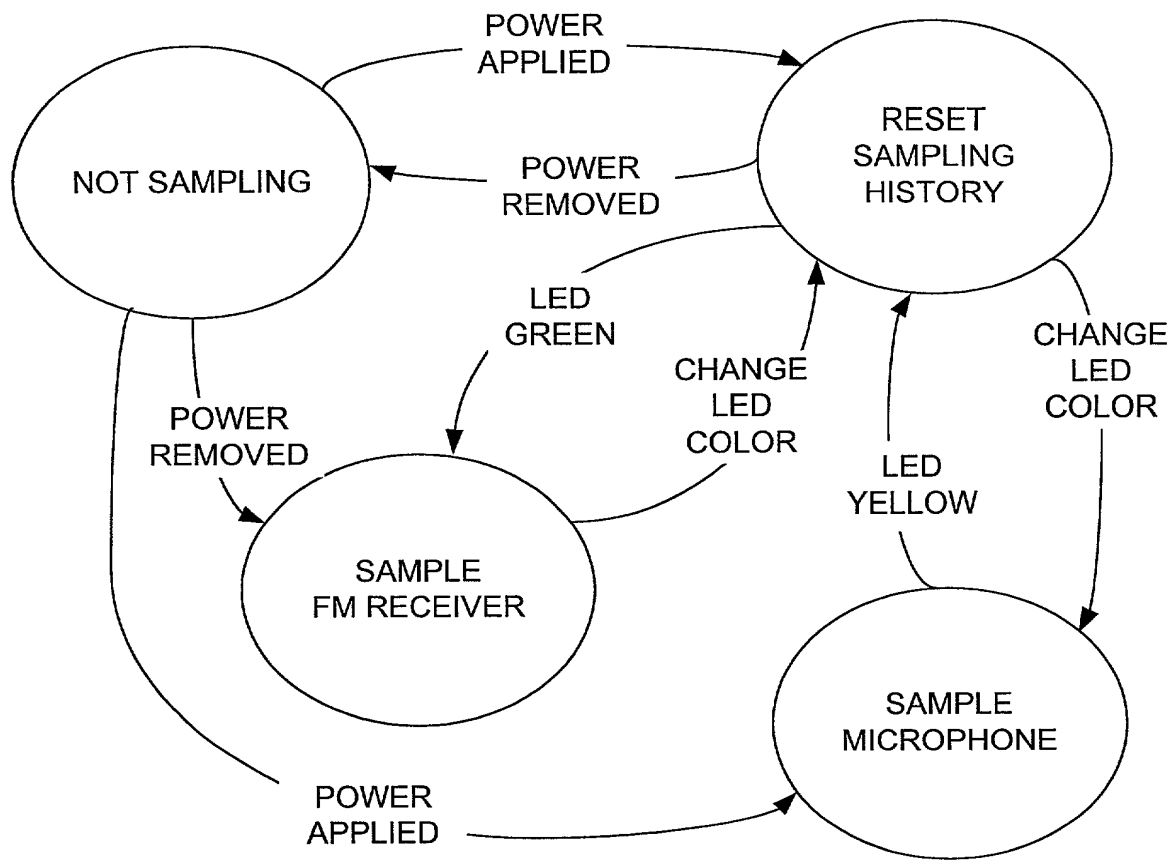 POWER
APPLIED
NOT SAMPLING
RESET
SAMPLING
HISTORY
POWER
REMOVED
LED
GREEN
CHANGE
LED
COLOR
CHANGE
LED
COLOR
POWER
REMOVED
LED
YELLOW
SAMPLE
FM RECEIVER
SAMPLE
MICROPHONE
POWER
APPLIED